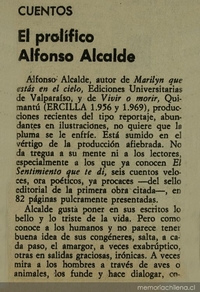 CUENTOS
El prolífico
Alfonso Alcalde
Alfonso Alcalde, autor de Marilyn que
estás en el cielo, Ediciones Universitarias
de Valparaíso, y de Vivir o morir, Qui-
mantú (ERCILLA 1.956 y 1.969), produc-
ciones recientes del tipo reportaje, abun-
dantes en ilustraciones, no quiere que la
pluma se le enfríe. Está sumido en el
vértigo de la producción afiebrada. No
da tregua a su mente ni a los lectores,
especialmente a los que ya conocen El
Sentimiento que te di, seis cuentos velo-
ces, ora poéticos, ya procaces —del sello
editorial de la primera obra citada—, en
82 páginas pulcramente presentadas.
Alcalde gusta poner en sus escritos lo
bello y lo triste de la vida. Pero como
conoce a los humanos y no parece tener
buena idea de sus congéneres, salta, a ca-
da paso, el amargor, a veces exabrúptico,
otras en salidas graciosas, irónicas. A veces
mira a los hombres a través de aves o
animales, los funde y hace dialogar, co-
memoriachilena.cl